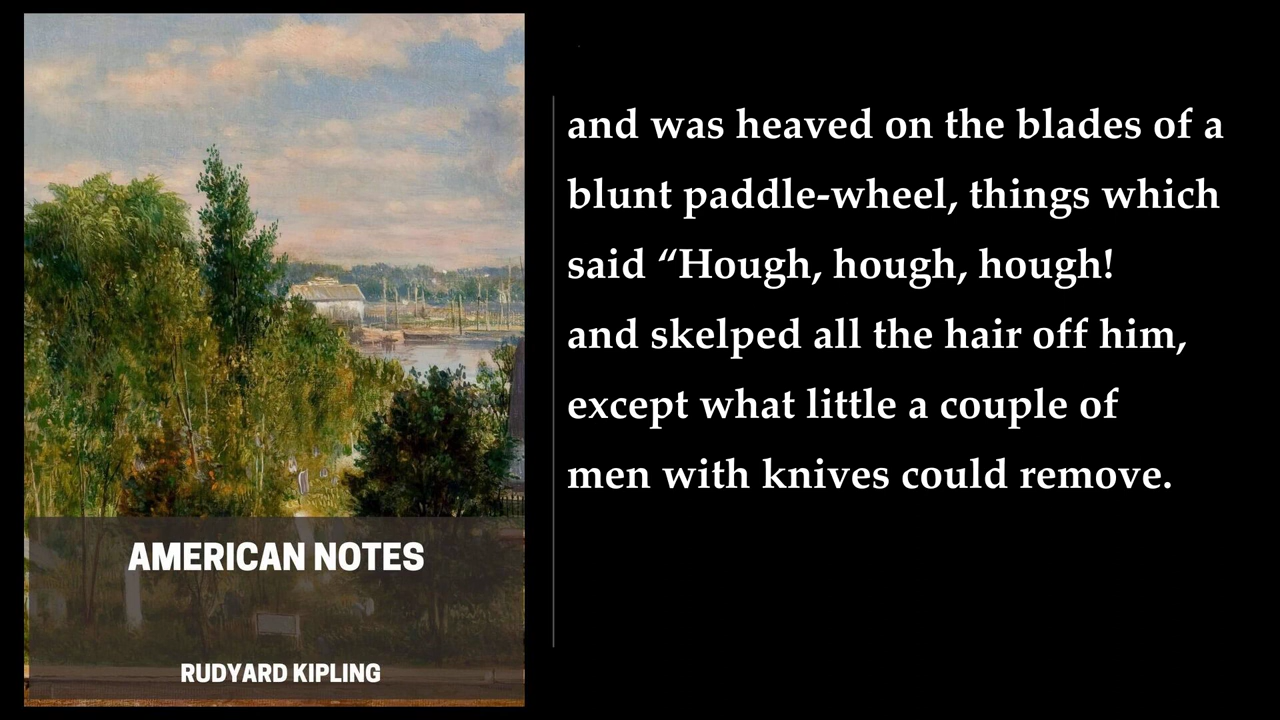 and was heaved on the blades of a
blunt paddle-wheel, things which
said “Hough, hough, hough!
and skelped all the hair off him,
except what little a couple of
men with knives could remove.
AMERICAN NOTES
RUDYARD KIPLING